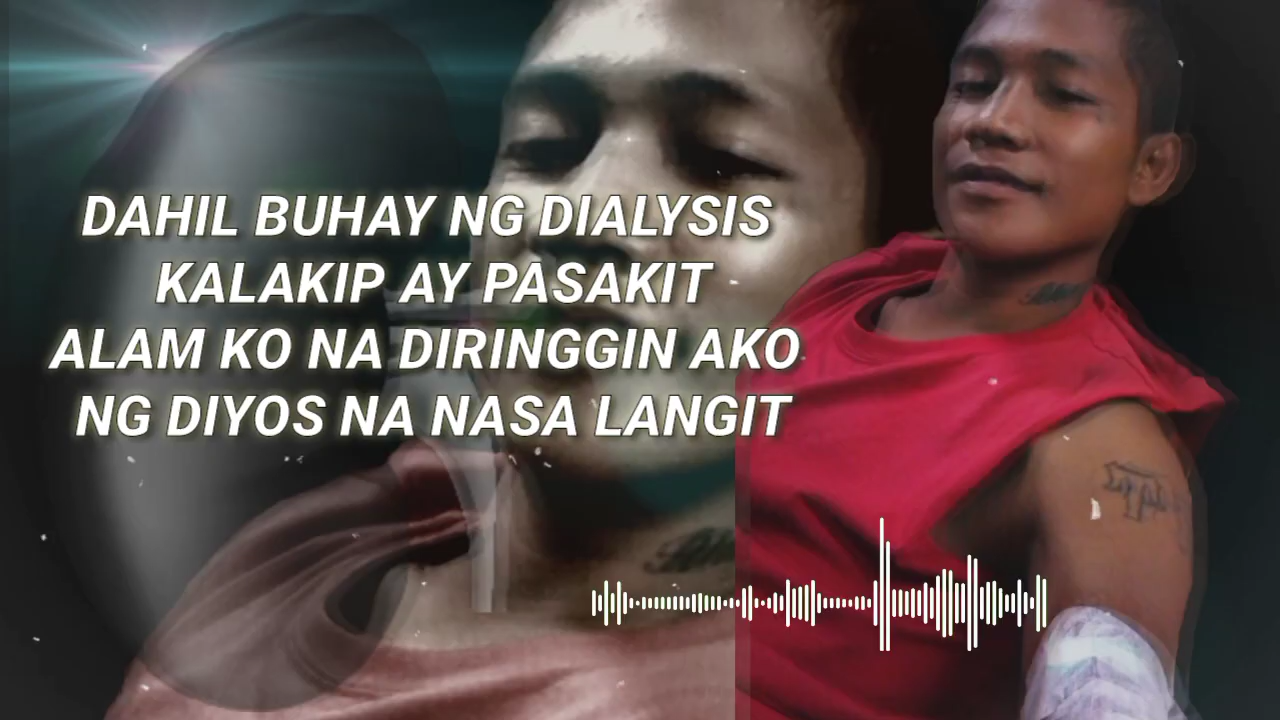 DAHIL BUHAY NG DIALYSIS
KALAKIP AY PASAKIT
ALAM KO NA DIRINGGIN AKO
NG DIYOS NA NASA LANGIT